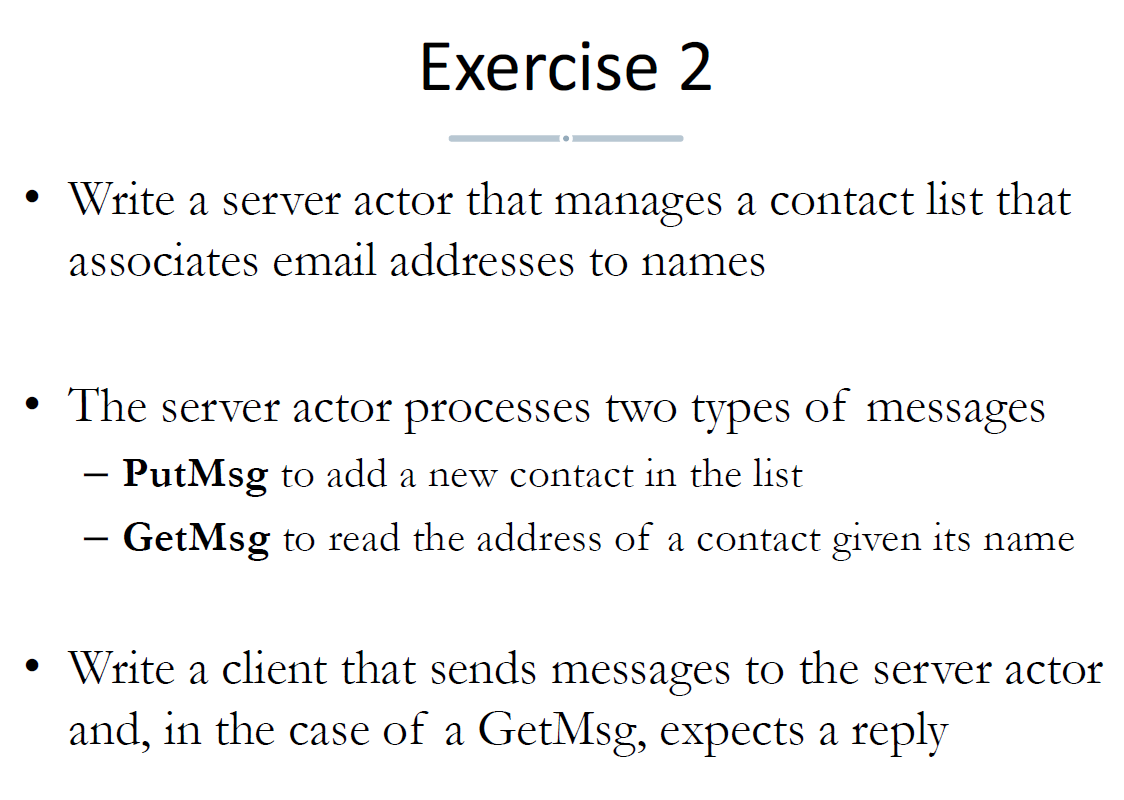 Exercise 2
• Write a server actor that manages a contact list that
associates email addresses to names
• The server actor processes two types of messages
– PutMsg to add a new contact in the list
– GetMsg to read the address of a contact given its name
• Write a client that sends messages to the server actor
and, in the case of a GetMsg, expects a reply